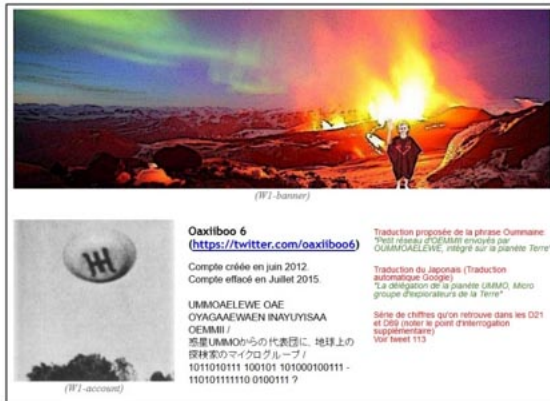 (W1-banner)
Oaxiiboo 6
(https://twitter.com/oaxiiboo6)
Compte créée en juin 2012.
Compte effacé en Juillet 2015.
UMMOAELEWE OAE
OYAGAAEWAEN INAYUYISAA
OEMMII /
惑星UMMOからの代表団に、地球上の
探検家のマイクログループ /
1011010111 100101 101000100111 -
110101111110 0100111 ?
(W1-account)
Traduction proposée de la phrase Oummaine:
"Petit réseau d'OEMMII envoyés par
OUMMOAELEWE, intégré sur la planète Terre"
Traduction du Japonais (Traduction
automatique Google)
"La délégation de la planète UMMO, Micro
groupe d'explorateurs de la Terre"
Série de chiffres qu'on retrouve dans les D21
et D69 (noter le point d'interrogation
supplémentaire)
Voir tweet 113